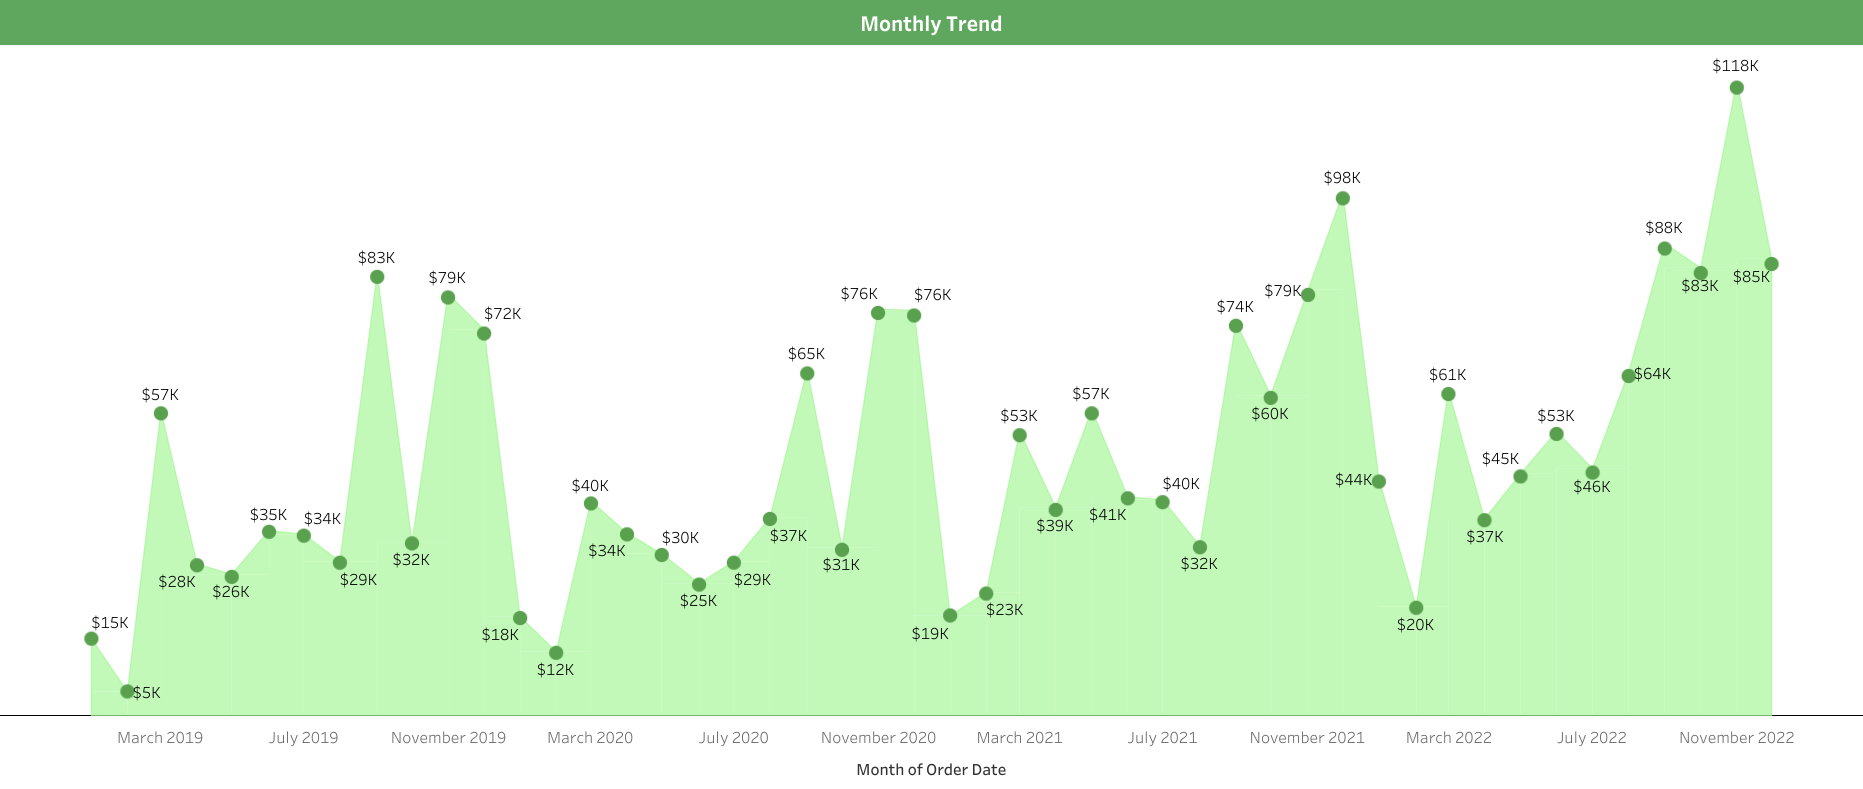 Monthly Trend
$118K
$98K
$88K
$83K
$85K
$83K
$79K
$72K
$76K
$76K
$79K
$74K
$65K
$60K
$64K
$57K
$57K
$61K
$53K
$53K
$45K
$46K
$44K
$40K
$40K
$41K
$39K
$37K
$37K
$35K
$34K
$34K
$32K
$32K
$31K
$30K
$29K
$29K
$28K
$26K
$25K
$23K
$20K
$19K
$18K
$15K
$12K
$5K
March 2019 July 2019 November 2019 March 2020 July 2020 November 2020 March 2021 July 2021 November 2021 March 2022 July 2022 November 2022
Month of Order Date